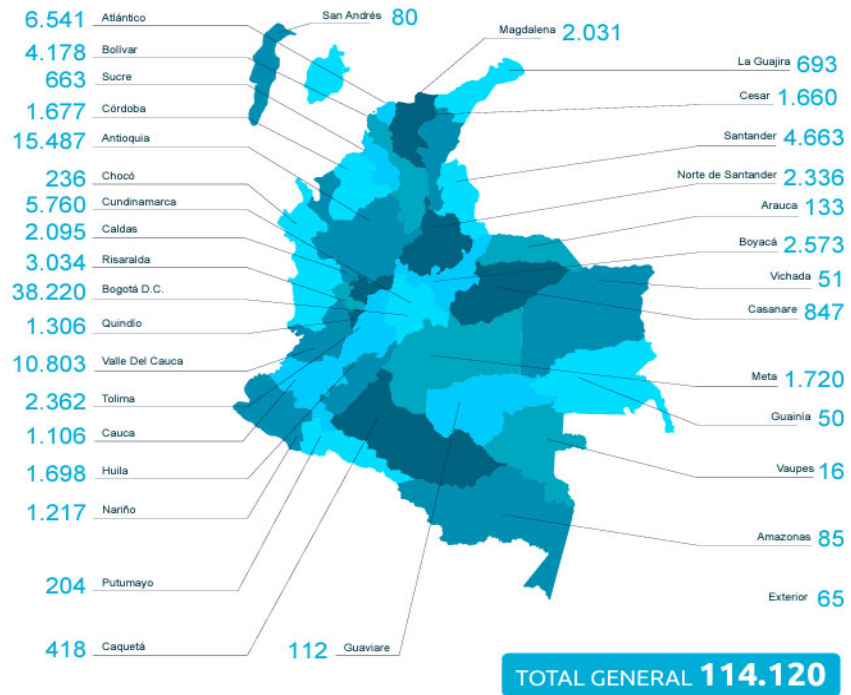 6.541 Atlántico
4.178 Bolívar
663 Sucre
1.677 Córdoba
15.487 Antioquia
236 Chocó
5.760 Cundinamarca
2.095 Caldas
3.034 Risaralda
38.220 Bogotá D.C.
1.306 Quindío
10.803 Valle Del Cauca
2.362 Tolima
1.106 Cauca
1.698 Huila
1.217 Nariño
204 Putumayo
418 Caquetá
San Andrés 80
Magdalena 2.031
La Guajira 693
Cesar 1.660
Santander 4.663
Norte de Santander 2.336
Arauca 133
Boyacá 2.573
Vichada 51
Casanare 847
Meta 1.720
Guainía 50
Vaupes 16
Amazonas 85
Exterior 65
112 Guaviare
TOTAL GENERAL 114.120